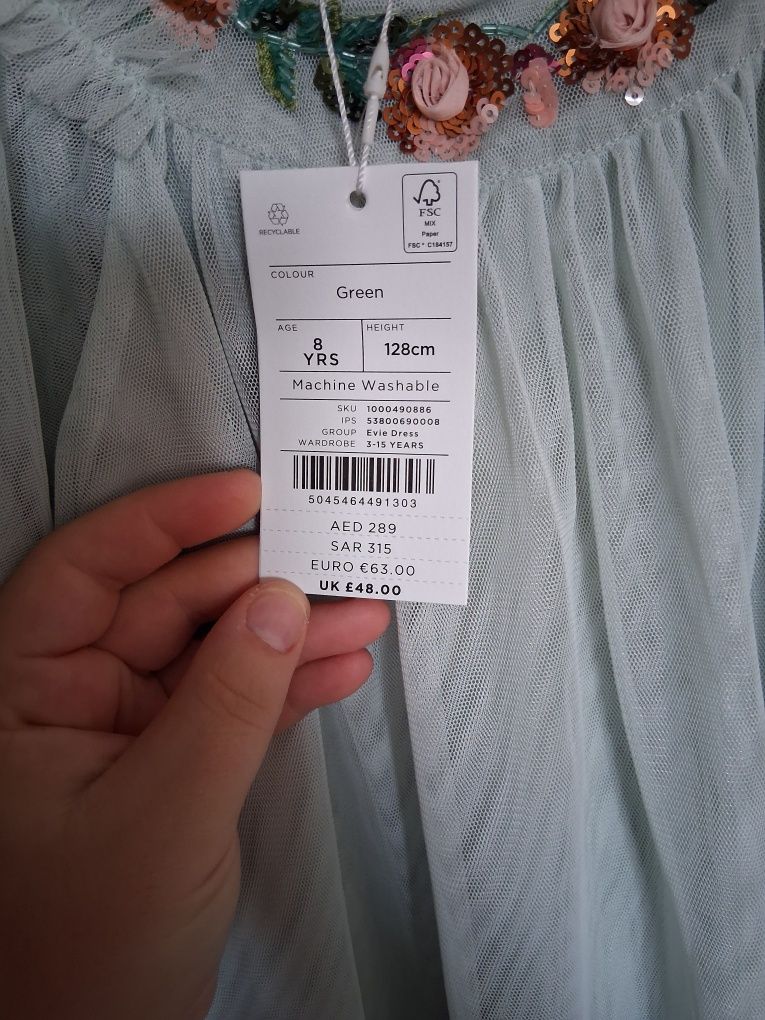 RECYCLABLE
FSC
MIX
Paper
FSC® C184157
COLOUR
Green
AGE
8
YRS
HEIGHT
128cm
Machine Washable
SKU 1000490886
IPS 53800690008
GROUP Evie Dress
WARDROBE 3-15 YEARS
5045464491303
AED 289
SAR 315
EURO €63.00
UK £48.00